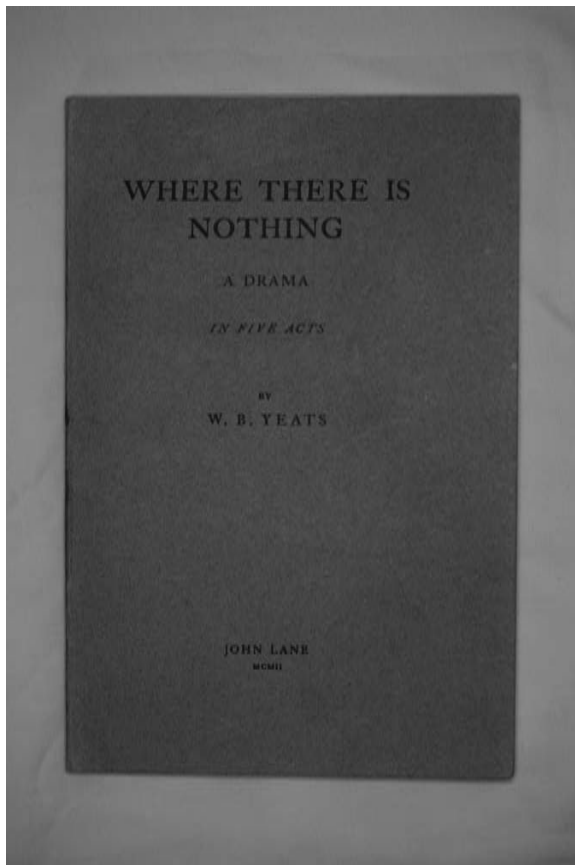 WHERE THERE IS
NOTHING
A DRAMA
IN FIVE ACTS
BY
W. B. YEATS
JOHN LANE
MCMII